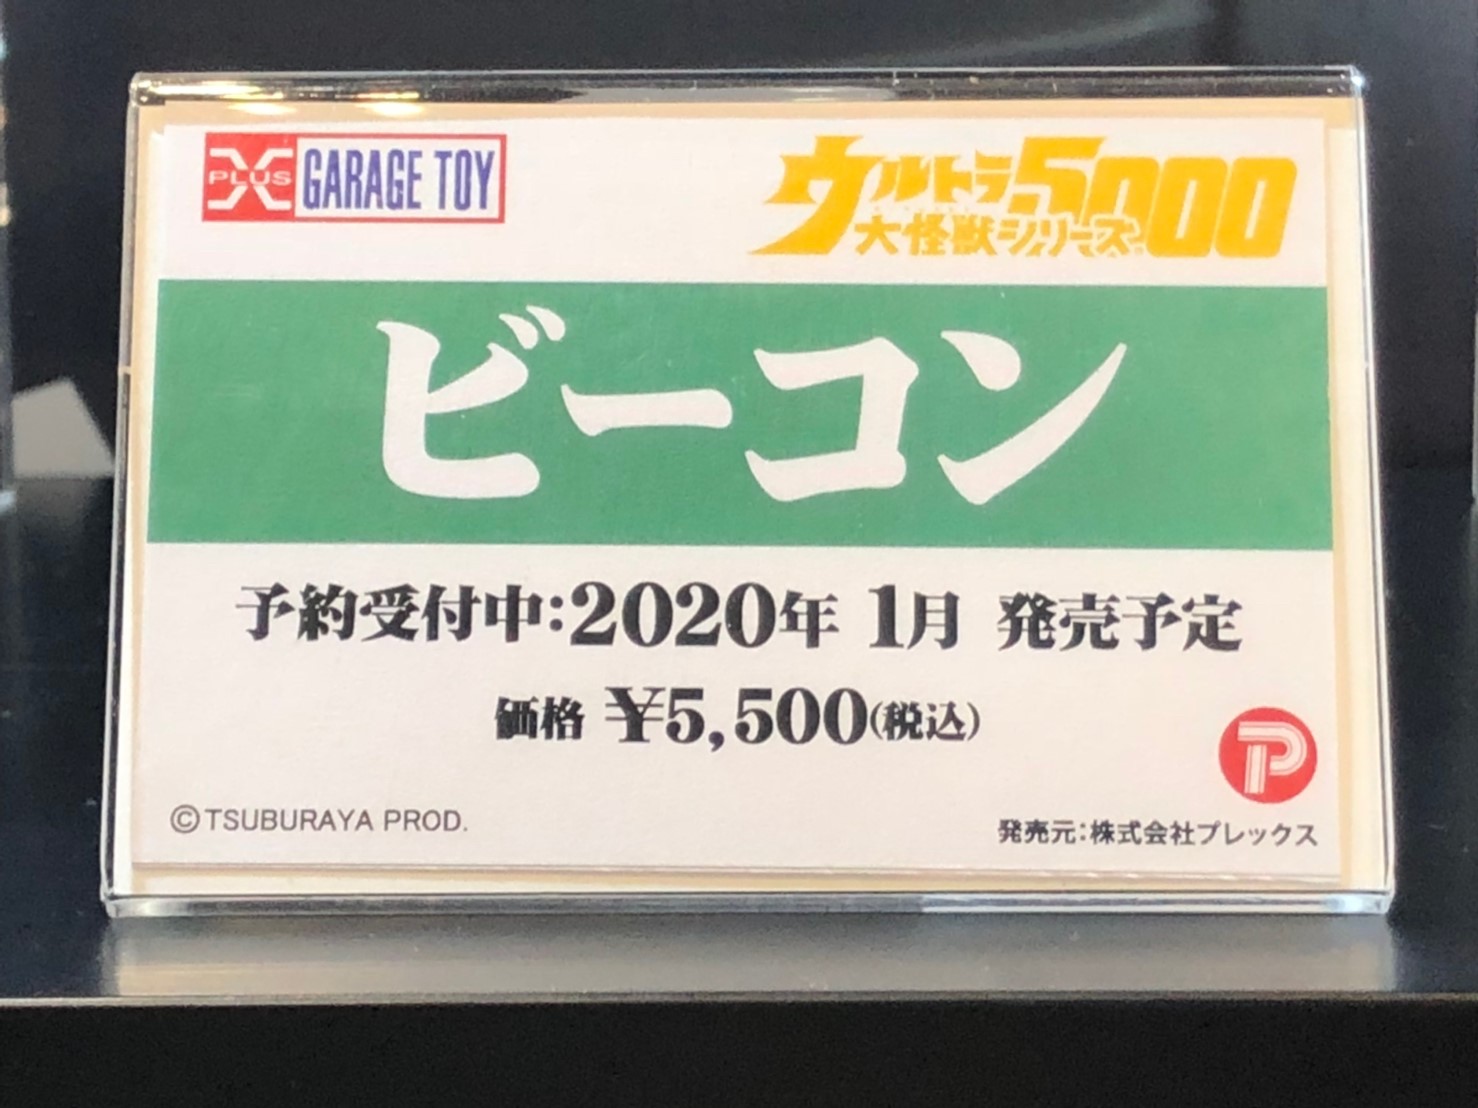 X PLUS GARAGE TOY
ウルトラ5000
大怪獣シリーズ
ビーコン
予約受付中:2020年 1月 発売予定
価格 ¥5,500(税込)
P
©TSUBURAYA PROD.
発売元:株式会社プレックス